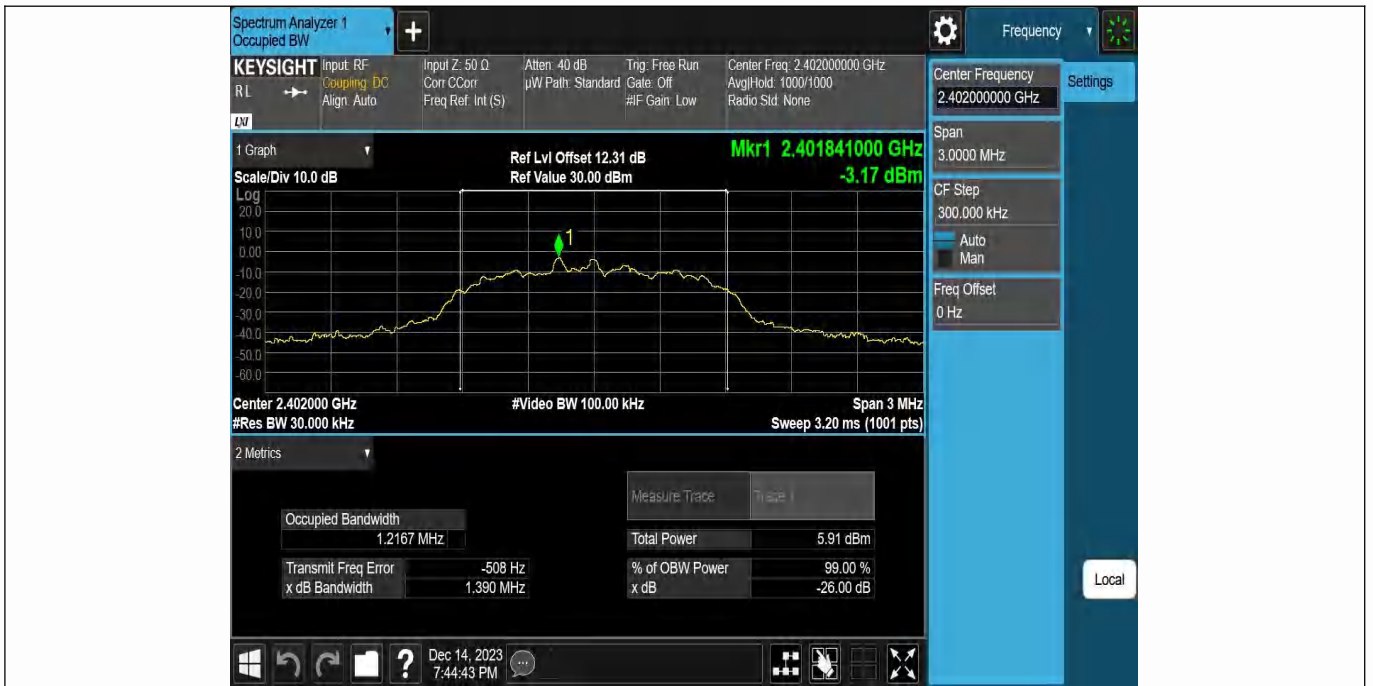 Spectrum Analyzer 1
Occupied BW
+
Frequency
KEYSIGHT
RL
LXI
Input: RF
Coupling: DC
Align: Auto
Input Z: 50 Ω
Corr CCorr
Freq Ref: Int (S)
Atten: 40 dB
µW Path: Standard
Trig: Free Run
Gate: Off
#IF Gain: Low
Center Freq: 2.402000000 GHz
Avg|Hold: 1000/1000
Radio Std: None
Center Frequency
2.402000000 GHz
Settings
Span
3.0000 MHz
CF Step
300.000 kHz
Auto
Man
Freq Offset
0 Hz
Local
1 Graph
Scale/Div 10.0 dB
Ref Lvl Offset 12.31 dB
Ref Value 30.00 dBm
Mkr1 2.401841000 GHz
-3.17 dBm
Log
20.0
10.0
0.00
-10.0
-20.0
-30.0
-40.0
-50.0
-60.0
1
Center 2.402000 GHz
#Res BW 30.000 kHz
#Video BW 100.00 kHz
Span 3 MHz
Sweep 3.20 ms (1001 pts)
2 Metrics
Measure Trace Trace 1
Occupied Bandwidth
1.2167 MHz
Total Power 5.91 dBm
Transmit Freq Error -508 Hz
% of OBW Power 99.00 %
x dB Bandwidth 1.390 MHz
x dB -26.00 dB
?
Dec 14, 2023
7:44:43 PM